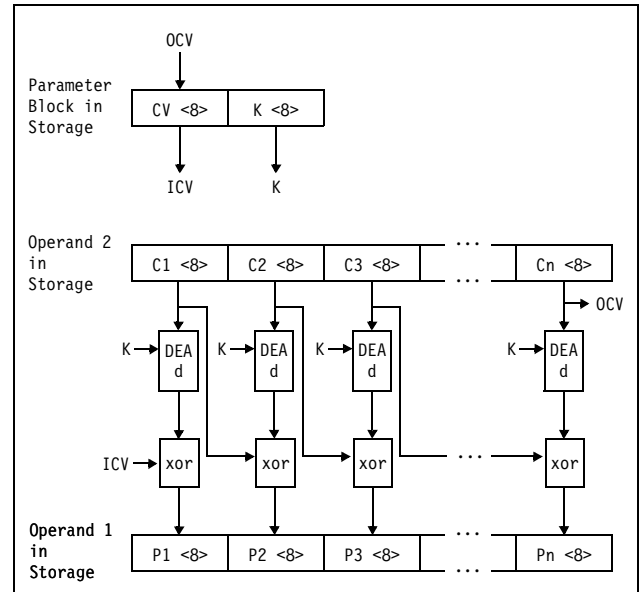 OCV
Parameter
Block in
Storage
CV <8> K <8>
ICV K
Operand 2
in
Storage
C1 <8> C2 <8> C3 <8> ... ... Cn <8>
OCV
K DEA d K DEA d K DEA d K DEA d
ICV xor xor xor ... xor
Operand 1
in
Storage
P1 <8> P2 <8> P3 <8> ... ... Pn <8>